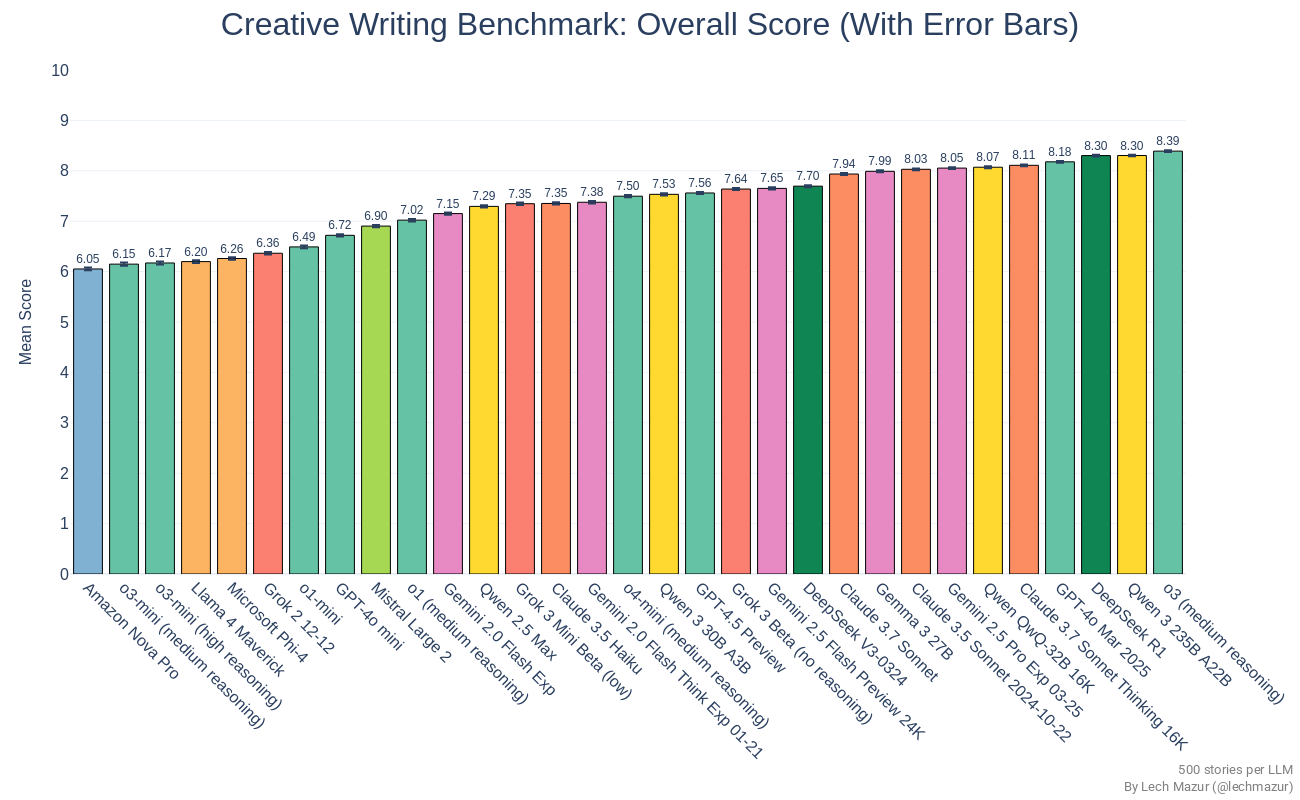 Creative Writing Benchmark: Overall Score (With Error Bars)
Mean Score
10
9
8
7
6
5
4
3
2
1
0
6.05
6.15
6.17
6.20
6.26
6.36
6.49
6.72
6.90
7.02
7.15
7.29
7.35
7.35
7.38
7.50
7.53
7.56
7.64
7.65
7.70
7.94
7.99
8.03
8.05
8.07
8.11
8.18
8.30
8.30
8.39
Amazon Nova Pro
o3-mini (medium reasoning)
o3-mini (high reasoning)
Llama 4 Maverick
Microsoft Phi-4
Grok 2 12-12
o1-mini
GPT-4o mini
Mistral Large 2
o1 (medium reasoning)
Gemini 2.0 Flash Exp
Qwen 2.5 Max
Grok 3 Mini Beta (low)
Claude 3.5 Haiku
Gemini 2.0 Flash Think Exp 01-21
o4-mini (medium reasoning)
Qwen 3 30B A3B
GPT-4.5 Preview
Grok 3 Beta (no reasoning)
Gemini 2.5 Flash Preview 24K
DeepSeek V3-0324
Claude 3.7 Sonnet
Gemma 3 27B
Claude 3.5 Sonnet 2024-10-22
Gemini 2.5 Pro Exp 03-25
Qwen QwQ-32B 16K
Claude 3.7 Sonnet Thinking 16K
GPT-4o Mar 2025
DeepSeek R1
Qwen 3 235B A22B
o3 (medium reasoning)
500 stories per LLM
By Lech Mazur (@lechmazur)